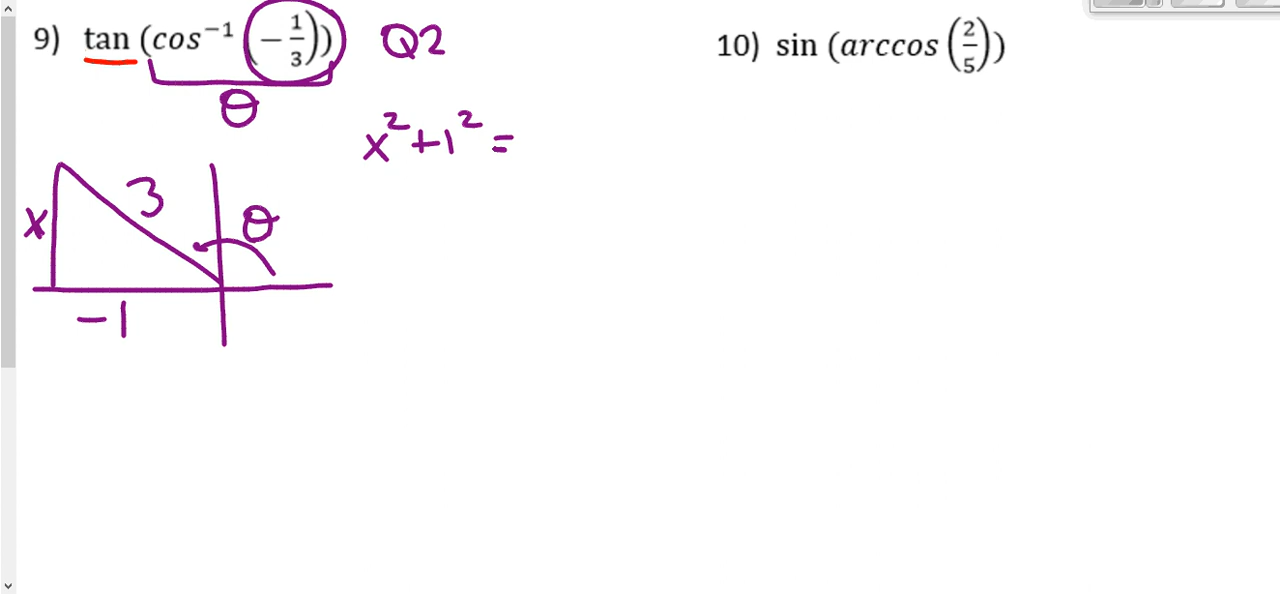 9) tan (cos⁻¹ (-1/3)) Q2
θ
x² + 1² =
x 3 θ
-1
10) sin (arccos (2/5))